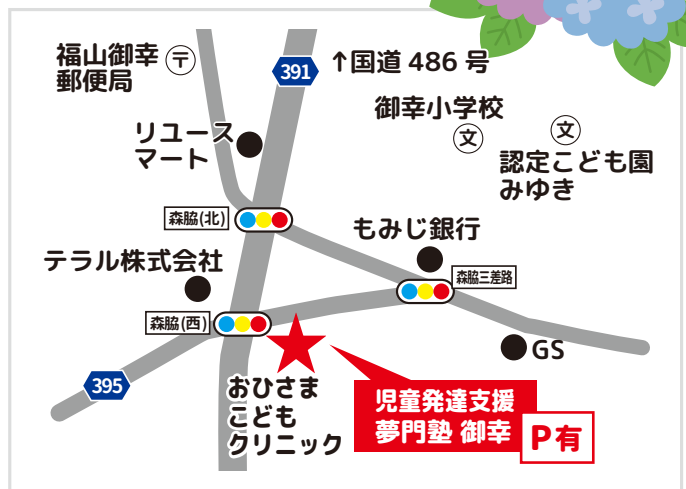 福山御幸
郵便局
〒
391
↑国道 486 号
御幸小学校
文
文
認定こども園
みゆき
リユース
マート
森脇(北)
もみじ銀行
テラル株式会社
森脇三差路
森脇(西)
GS
395
おひさま
こども
クリニック
児童発達支援
夢門塾 御幸
P有